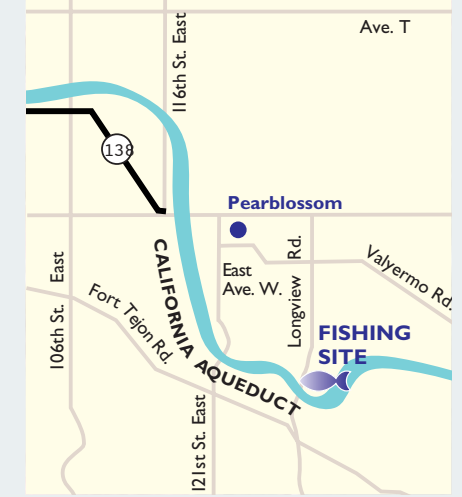 Ave. T
116th St. East
138
Pearblossom
CALIFORNIA AQUEDUCT
East
Ave. W.
Longview Rd.
Valyermo Rd.
106th St. East
Fort Tejon Rd.
FISHING
SITE
121st St. East